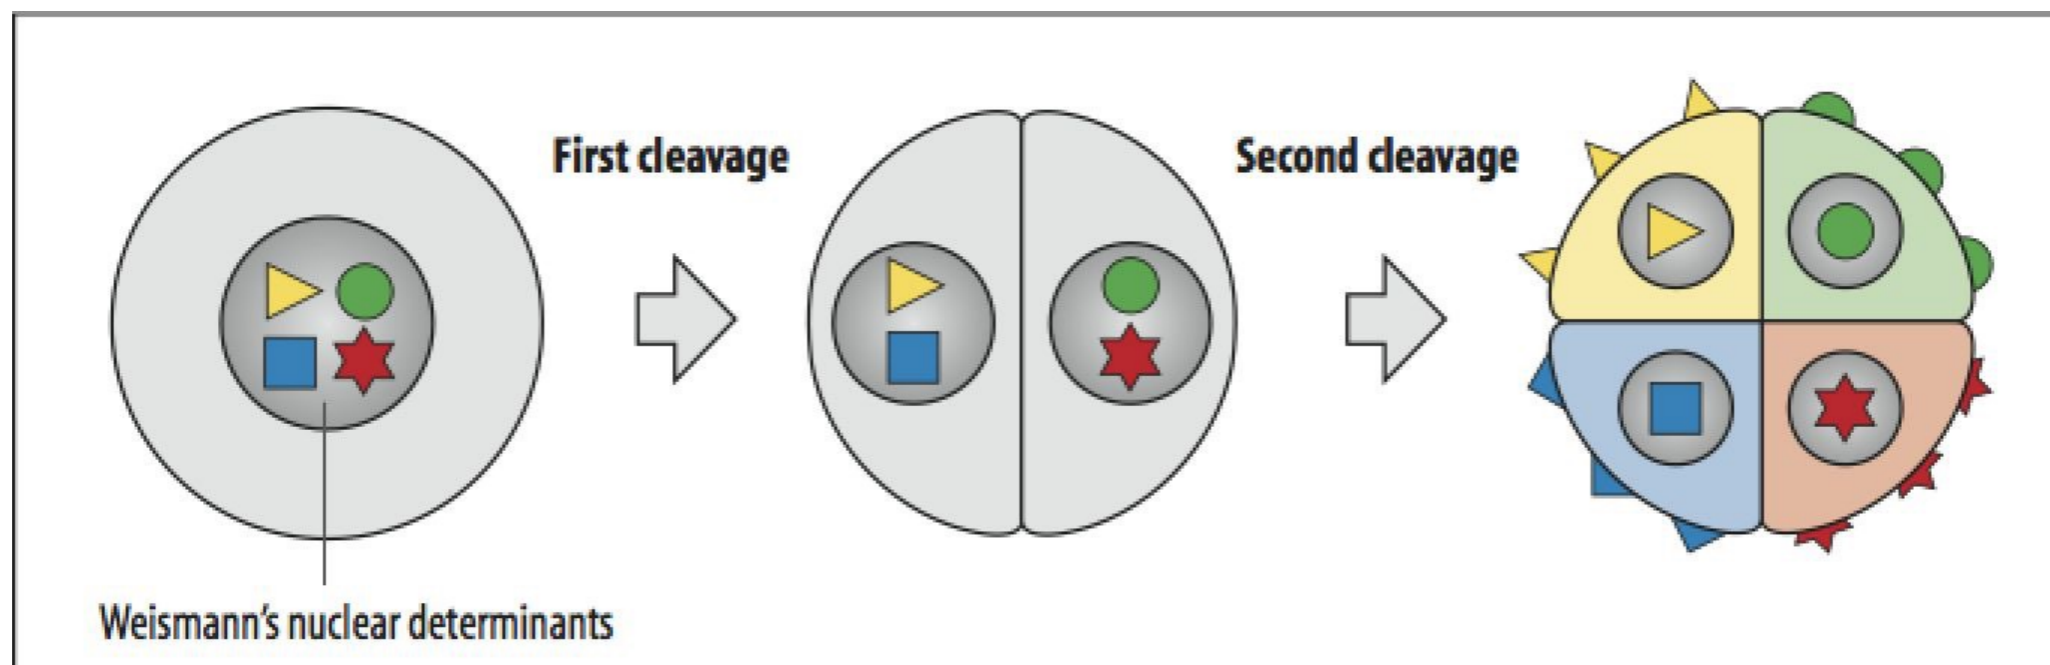 First cleavage
Second cleavage
Weismann's nuclear determinants